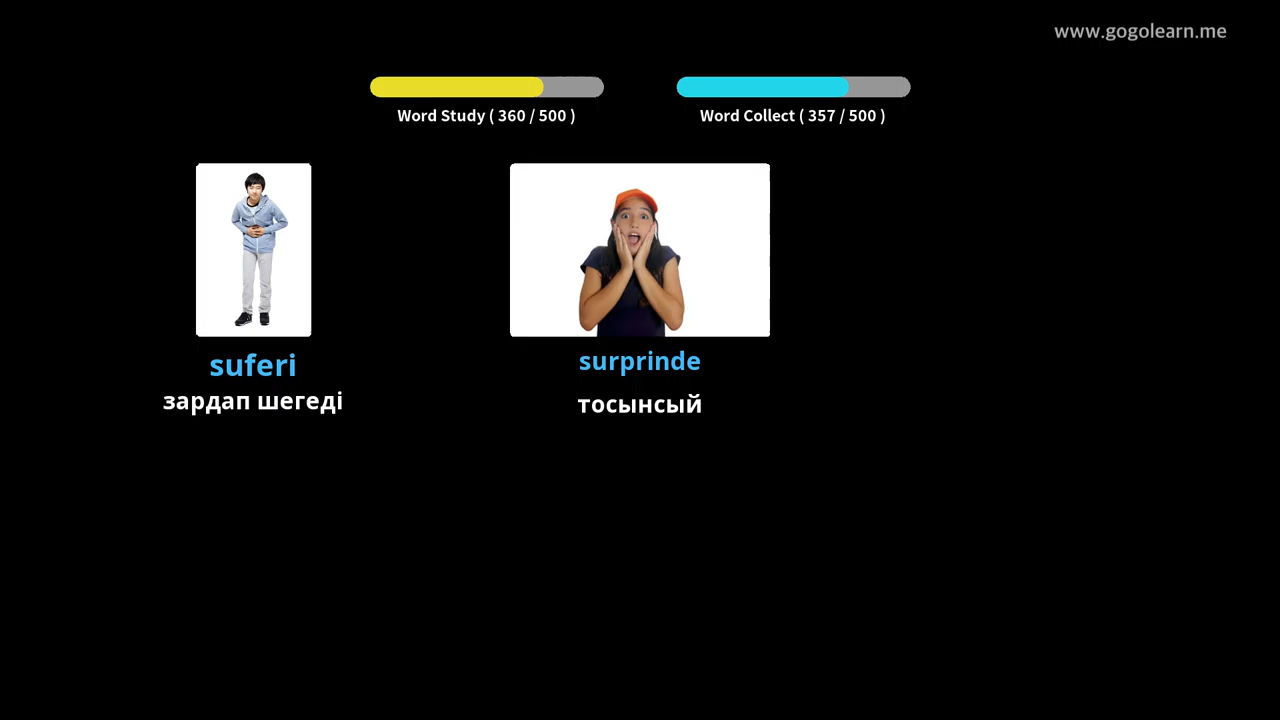 www.gogolearn.me
Word Study ( 360 / 500 )
Word Collect ( 357 / 500 )
suferi
зардап шегеді
surprinde
тосынсый